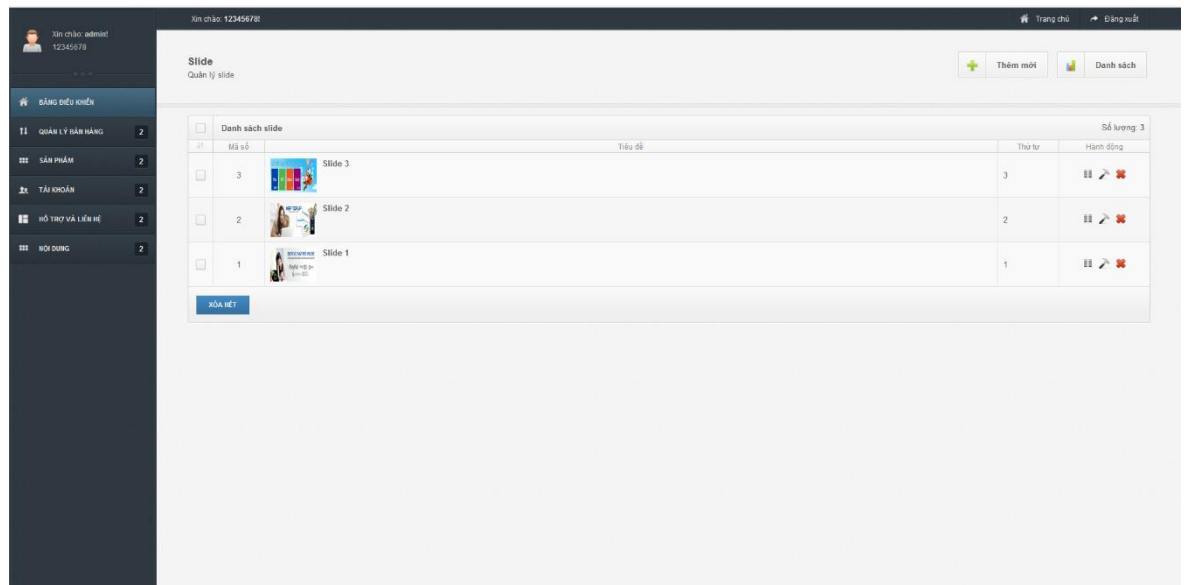 Xin chào: 12345678!
Trang chủ
Đăng xuất
Xin chào: admin!
12345678
BẢNG ĐIỀU KHIỂN
QUẢN LÝ BÁN HÀNG 2
SẢN PHẨM 2
TÀI KHOẢN 2
HỖ TRỢ VÀ LIÊN HỆ 2
NỘI DUNG 2
Slide
Quản lý slide
Thêm mới
Danh sách
Danh sách slide
Số lượng: 3
Mã số Tiêu đề Thứ tự Hành động
3 Slide 3 3
2 Slide 2 2
1 Slide 1 1
XÓA HẾT